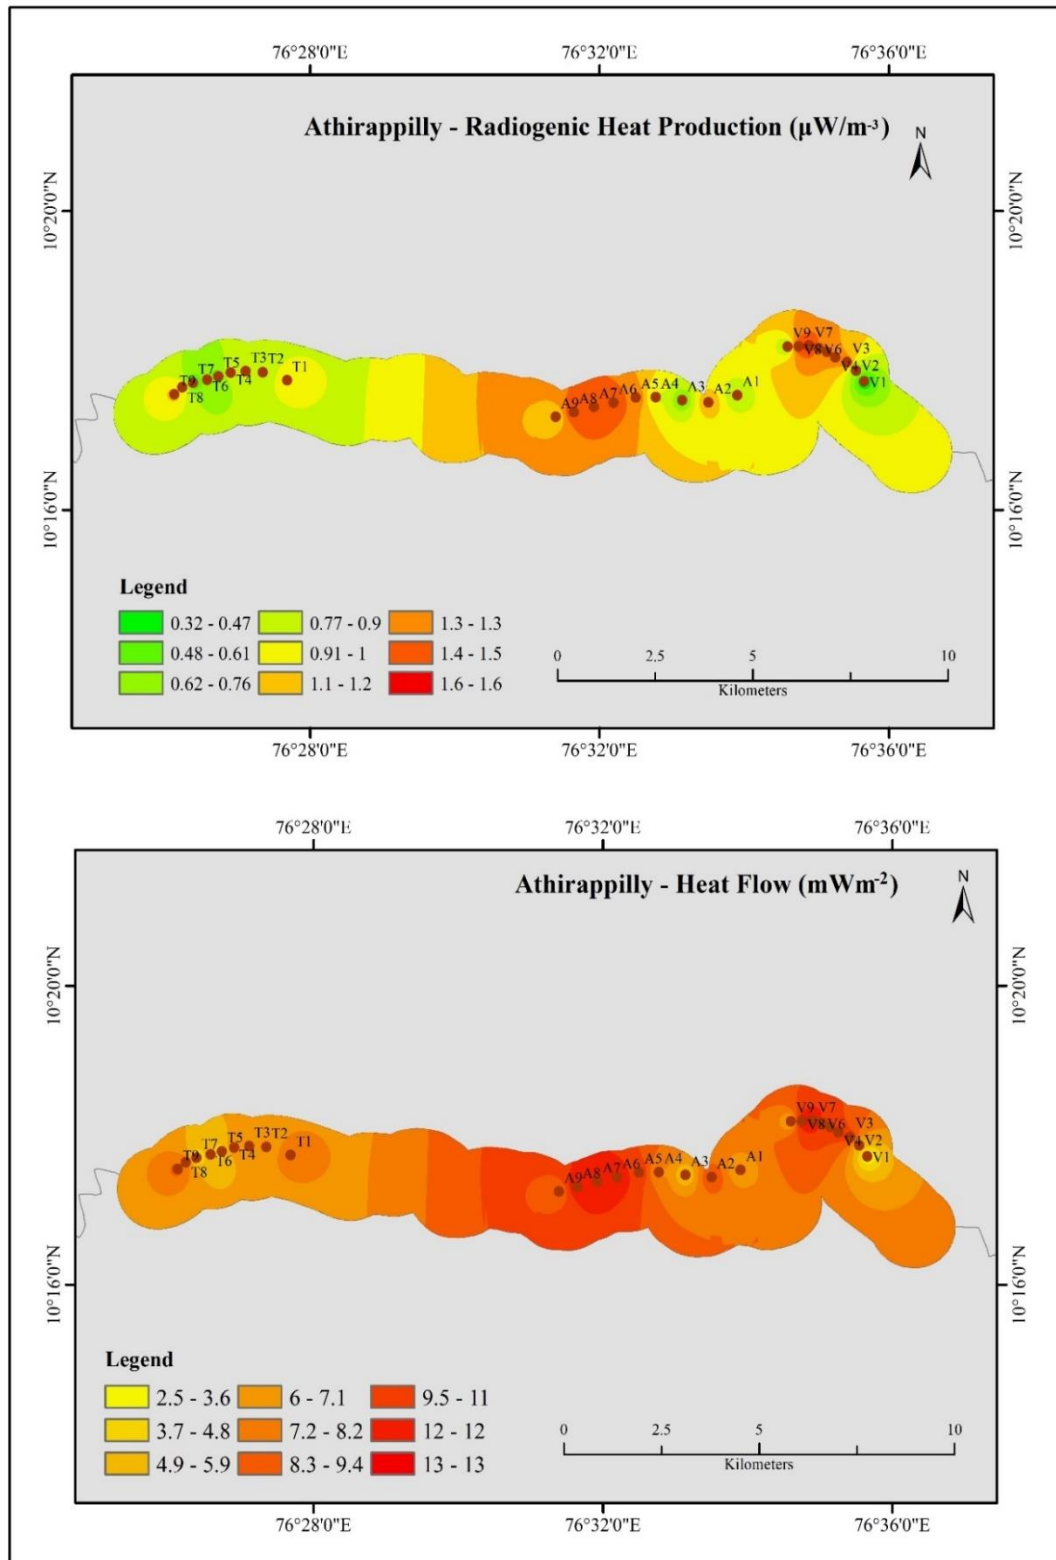 76°28'0"E 76°32'0"E 76°36'0"E
Athirappilly - Radiogenic Heat Production (µW/m-³)
N
10°20'0"N 10°20'0"N
V9 V7
V8 V6 V3
V4 V2
V1
T9 T7 T5 T3 T2 T1
T8 T6 T4
A9 A8 A7 A6 A5 A4 A3 A2 A1
10°16'0"N 10°16'0"N
Legend
0.32 - 0.47 0.77 - 0.9 1.3 - 1.3
0.48 - 0.61 0.91 - 1 1.4 - 1.5
0.62 - 0.76 1.1 - 1.2 1.6 - 1.6
0 2.5 5 10
Kilometers
76°28'0"E 76°32'0"E 76°36'0"E
76°28'0"E 76°32'0"E 76°36'0"E
Athirappilly - Heat Flow (mWm-²)
N
10°20'0"N 10°20'0"N
V9 V7
V8 V6 V3
V4 V2
V1
T9 T7 T5 T3 T2 T1
T8 T6 T4
A9 A8 A7 A6 A5 A4 A3 A2 A1
10°16'0"N 10°16'0"N
Legend
2.5 - 3.6 6 - 7.1 9.5 - 11
3.7 - 4.8 7.2 - 8.2 12 - 12
4.9 - 5.9 8.3 - 9.4 13 - 13
0 2.5 5 10
Kilometers
76°28'0"E 76°32'0"E 76°36'0"E